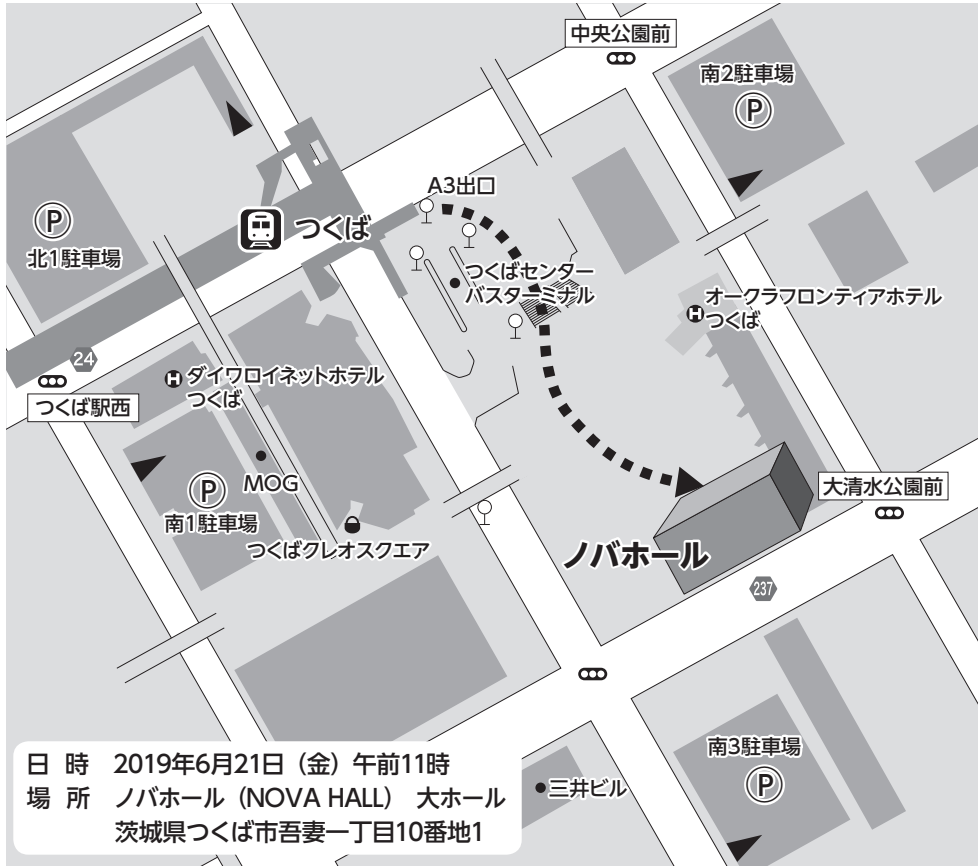 中央公園前
南2駐車場
P
A3出口
P
北1駐車場
つくば
つくばセンター
バスターミナル
オークラフロンティアホテル
つくば
H
24
つくば駅西
H
ダイワロイネットホテル
つくば
MOG
P
南1駐車場
つくばクレオスクエア
大清水公園前
ノバホール
237
南3駐車場
P
三井ビル
日 時 2019年6月21日（金）午前11時
場 所 ノバホール（NOVA HALL） 大ホール
茨城県つくば市吾妻一丁目10番地1